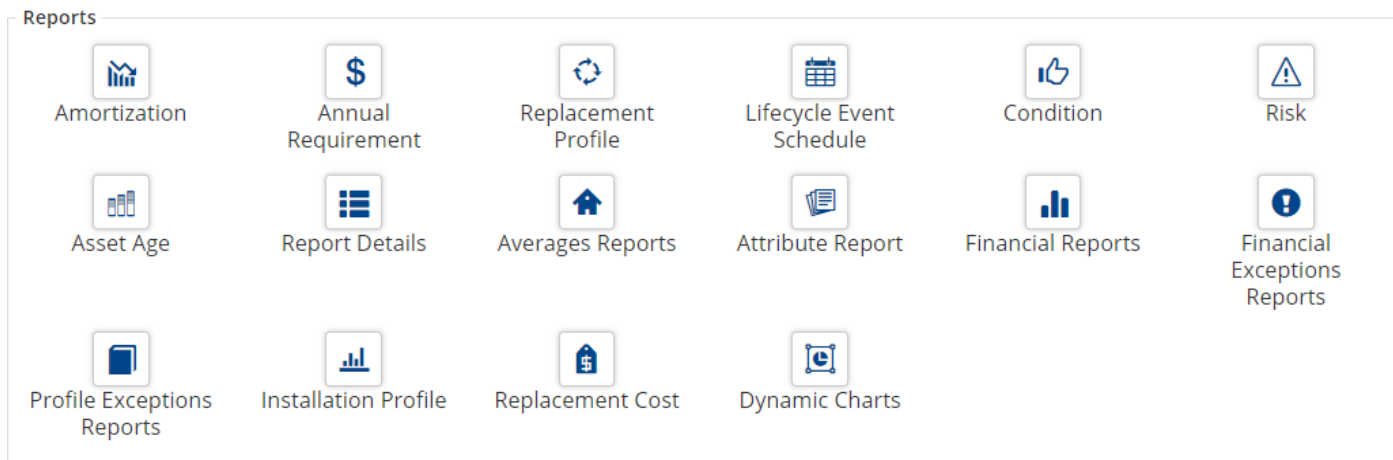 Reports
Amortization
Annual
Requirement
Replacement
Profile
Lifecycle Event
Schedule
Condition
Risk
Asset Age
Report Details
Averages Reports
Attribute Report
Financial Reports
Financial
Exceptions
Reports
Profile Exceptions
Reports
Installation Profile
Replacement Cost
Dynamic Charts